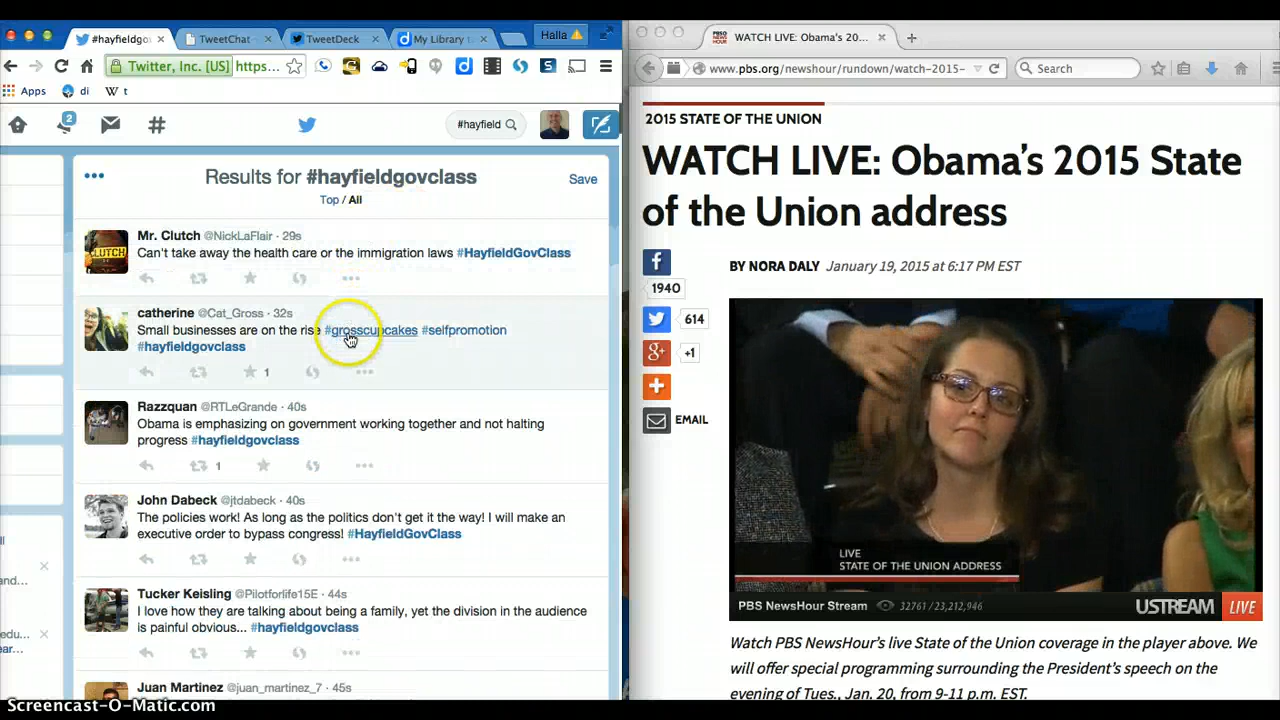 #hayfieldgo
TweetChat
TweetDeck
My Library
Halla
Twitter, Inc. [US]
https...
Apps
di
W t
2
#hayfield
Results for #hayfieldgovclass
Save
Top / All
Mr. Clutch @NickLaFlair · 29s
Can't take away the health care or the immigration laws #HayfieldGovClass
catherine @Cat_Gross · 32s
Small businesses are on the rise #grosscupcakes #selfpromotion
#hayfieldgovclass
1
Razzquan @RTLeGrande · 40s
Obama is emphasizing on government working together and not halting
progress #hayfieldgovclass
1
John Dabeck @jtdabeck · 40s
The policies work! As long as the politics don't get it the way! I will make an
executive order to bypass congress! #HayfieldGovClass
Tucker Keisling @Pilotforlife15E · 44s
I love how they are talking about being a family, yet the division in the audience
is painful obvious... #hayfieldgovclass
Juan Martinez @juan_martinez_7 · 45s
and...
edu...
ear...
Screencast-O-Matic.com
PBS NEWS HOUR
WATCH LIVE: Obama's 20...
www.pbs.org/newshour/rundown/watch-2015-
Search
2015 STATE OF THE UNION
WATCH LIVE: Obama's 2015 State
of the Union address
BY NORA DALY January 19, 2015 at 6:17 PM EST
1940
614
+1
EMAIL
CLUTCH
LIVE
STATE OF THE UNION ADDRESS
PBS NewsHour Stream
32761 / 23,212,946
USTREAM LIVE
Watch PBS NewsHour's live State of the Union coverage in the player above. We
will offer special programming surrounding the President's speech on the
evening of Tues., Jan. 20, from 9-11 p.m. EST.